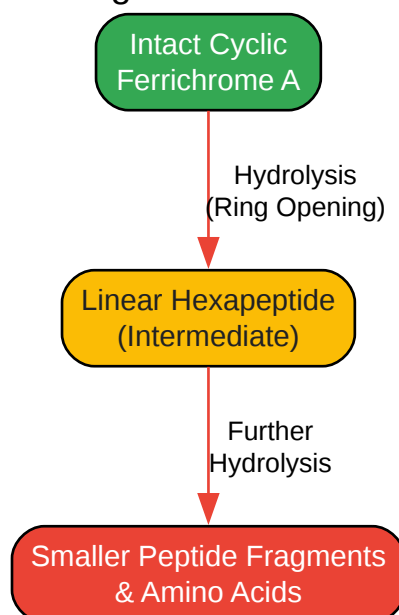 Intact Cyclic
Ferrichrome A
Hydrolysis
(Ring Opening)
Linear Hexapeptide
(Intermediate)
Further
Hydrolysis
Smaller Peptide Fragments
& Amino Acids